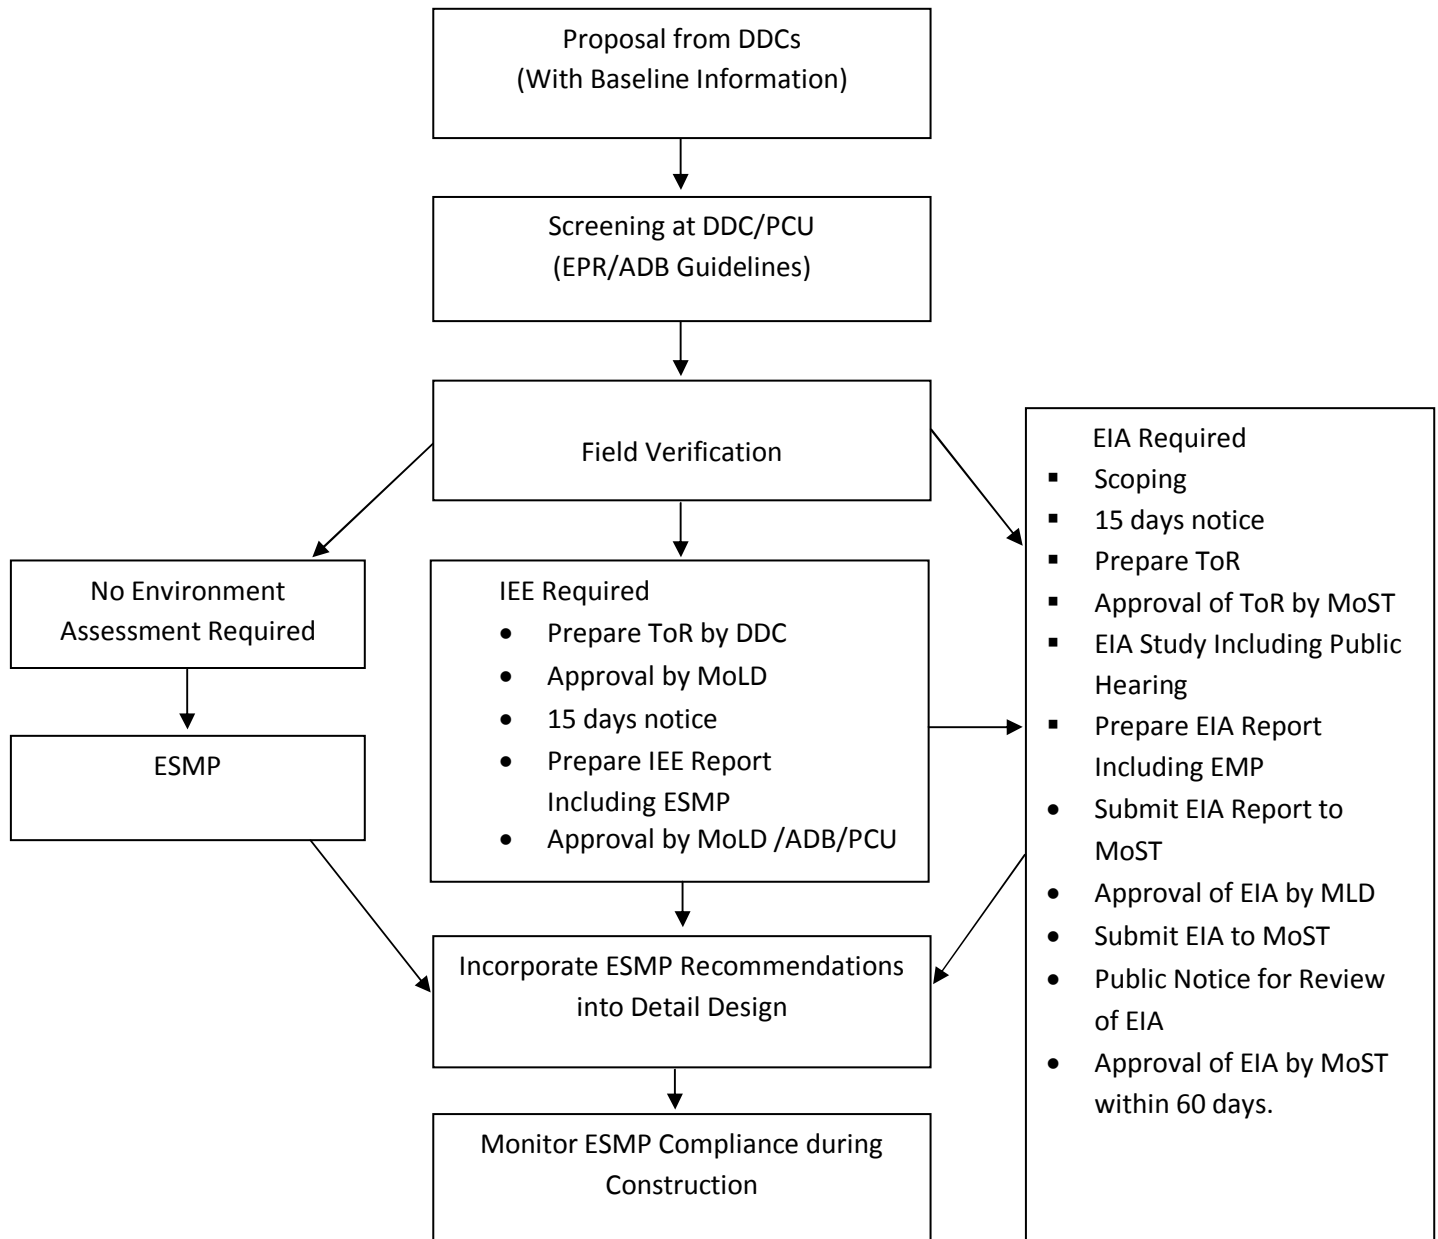 Proposal from DDCs
(With Baseline Information)
Screening at DDC/PCU
(EPR/ADB Guidelines)
Field Verification
No Environment
Assessment Required
ESMP
IEE Required
• Prepare ToR by DDC
• Approval by MoLD
• 15 days notice
• Prepare IEE Report
Including ESMP
• Approval by MoLD /ADB/PCU
EIA Required
▪ Scoping
▪ 15 days notice
▪ Prepare ToR
▪ Approval of ToR by MoST
▪ EIA Study Including Public
Hearing
▪ Prepare EIA Report
Including EMP
• Submit EIA Report to
MoST
• Approval of EIA by MLD
• Submit EIA to MoST
• Public Notice for Review
of EIA
• Approval of EIA by MoST
within 60 days.
Incorporate ESMP Recommendations
into Detail Design
Monitor ESMP Compliance during
Construction